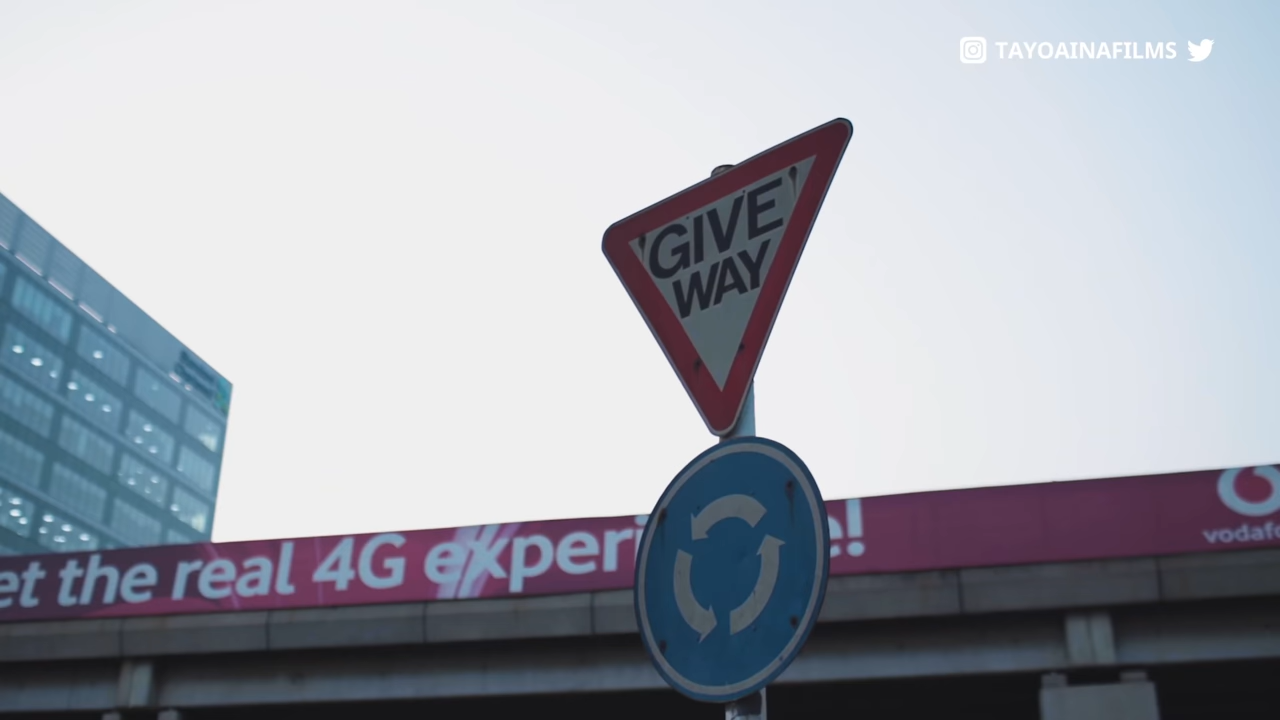 TAYOAINAFILMS
GIVE
WAY
et the real 4G experi e!
vodafo